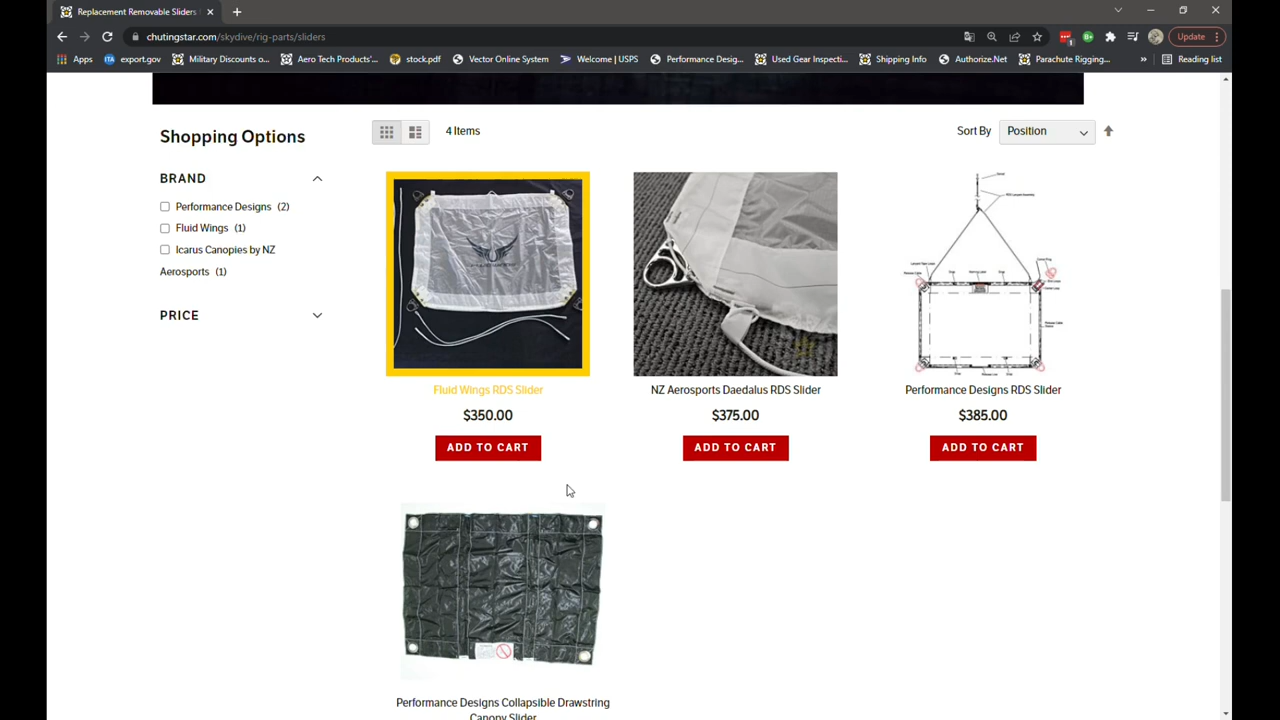 Replacement Removable Sliders
chutingstar.com/skydive/rig-parts/sliders
Update
Apps
export.gov
Military Discounts o...
Aero Tech Products'...
stock.pdf
Vector Online System
Welcome | USPS
Performance Desig...
Used Gear Inspecti...
Shipping Info
Authorize.Net
Parachute Rigging...
»
Reading list
Shopping Options
4 Items
Sort By
Position
BRAND
Performance Designs (2)
Fluid Wings (1)
Icarus Canopies by NZ
Aerosports (1)
PRICE
Fluid Wings RDS Slider
NZ Aerosports Daedalus RDS Slider
Performance Designs RDS Slider
$350.00
$375.00
$385.00
ADD TO CART
ADD TO CART
ADD TO CART
Performance Designs Collapsible Drawstring
Canopy Slider